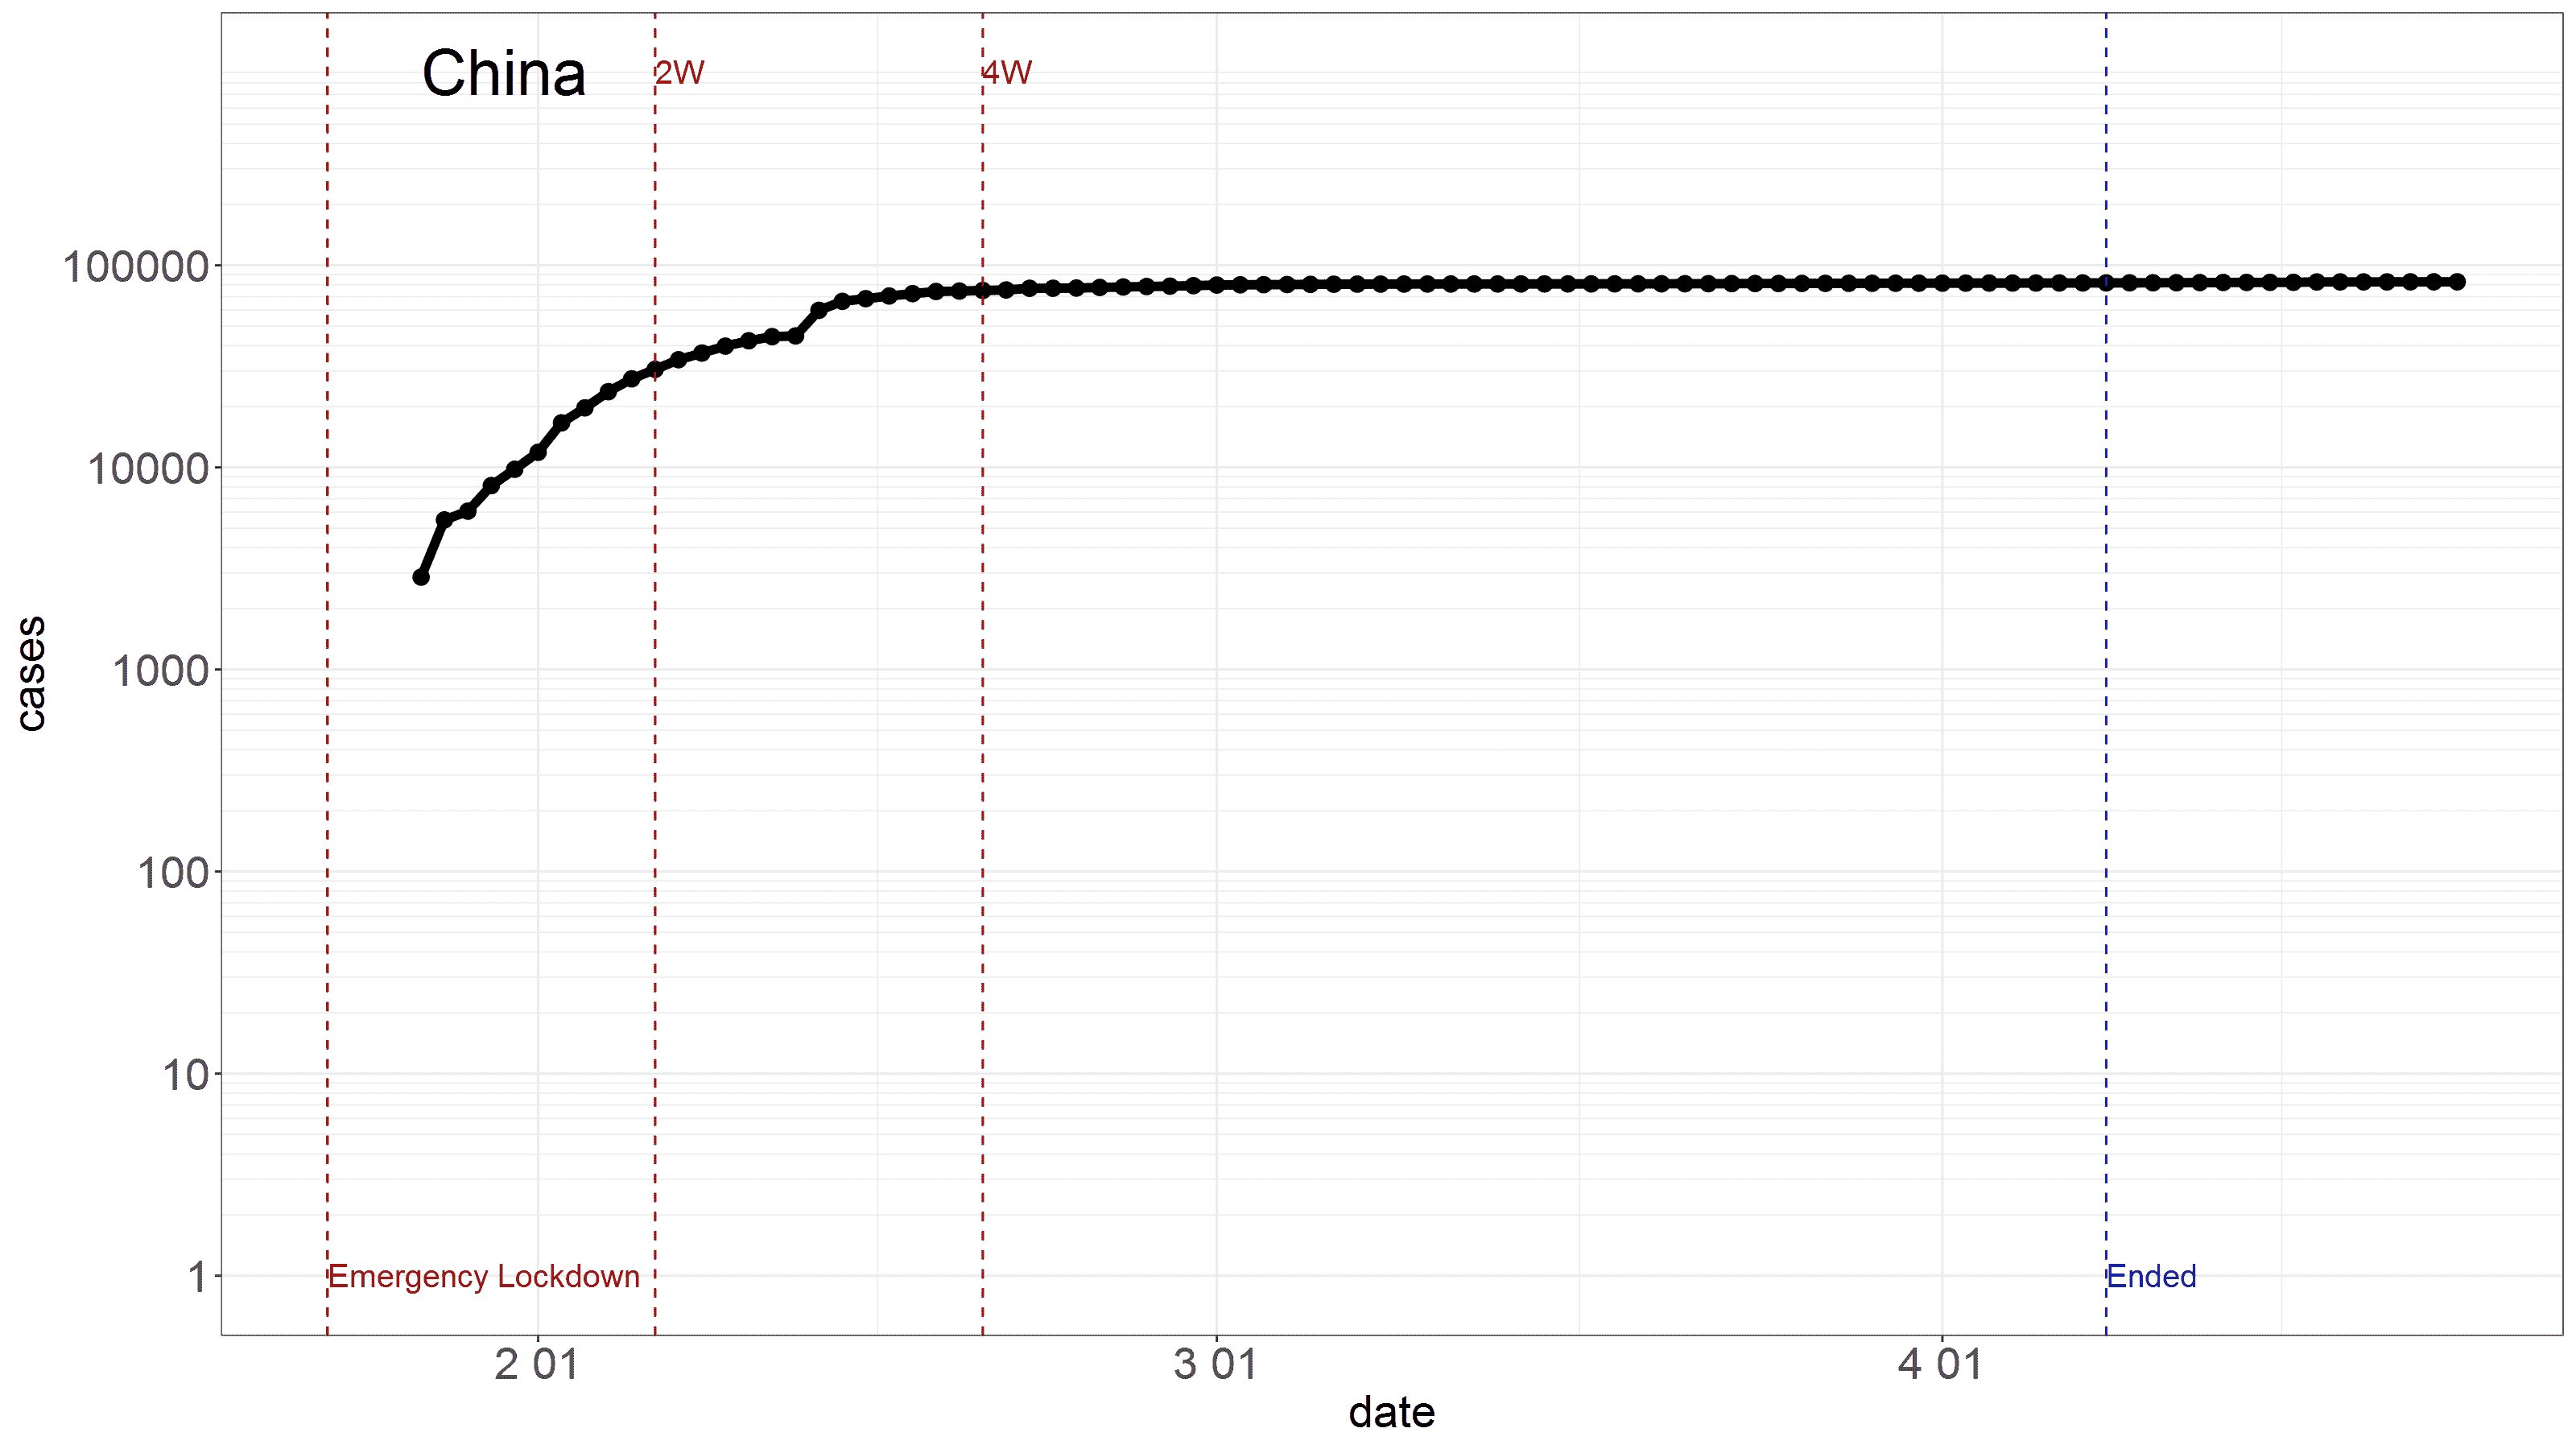 China
2W
4W
100000
10000
1000
100
10
1
cases
Emergency Lockdown
Ended
2 01
3 01
4 01
date